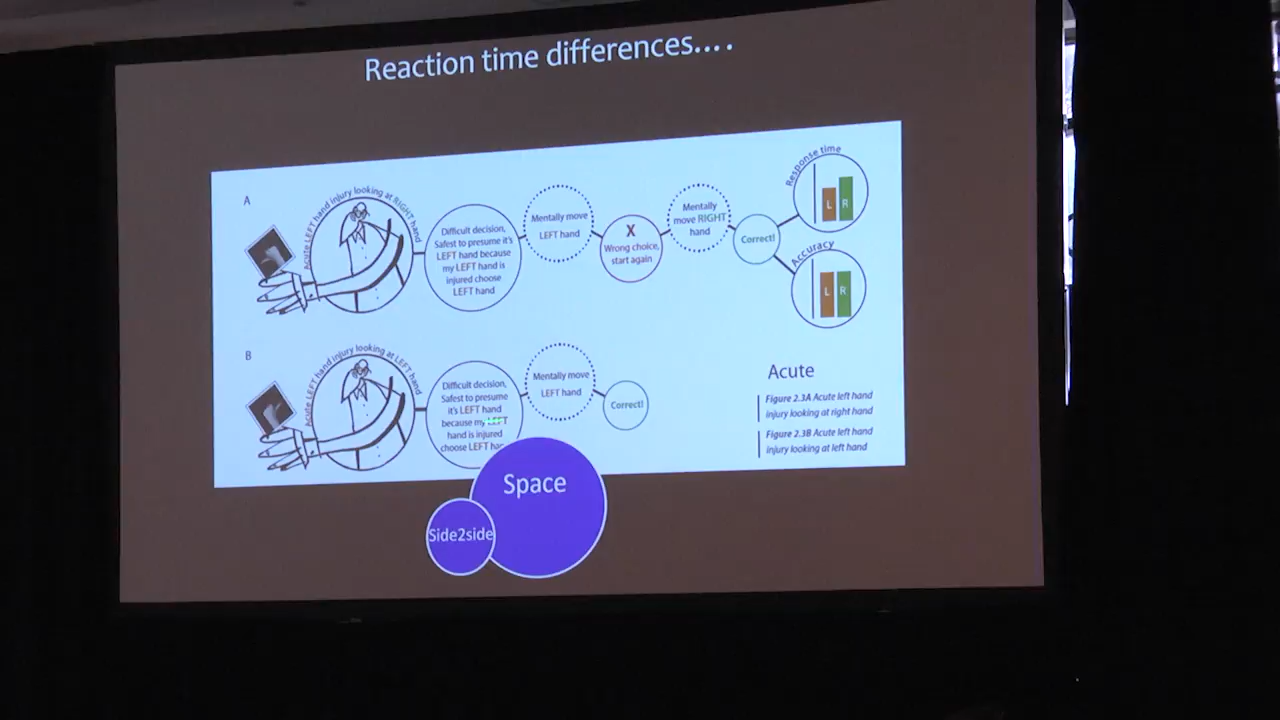 Reaction time differences....
A
Acute LEFT hand injury looking at RIGHT hand
Difficult decision,
Safest to presume it's
LEFT hand because
my LEFT hand is
injured choose
LEFT hand
Mentally move
LEFT hand
X
Wrong choice,
start again
Mentally
move RIGHT
hand
Correct!
Response time
L R
Accuracy
L R
B
Acute LEFT hand injury looking at LEFT hand
Difficult decision,
Safest to presume
it's LEFT hand
because my LEFT
hand is injured
choose LEFT
Mentally move
LEFT hand
Correct!
Acute
Figure 2.3A Acute left hand
injury looking at right hand
Figure 2.3B Acute left hand
injury looking at left hand
Space
Side2side